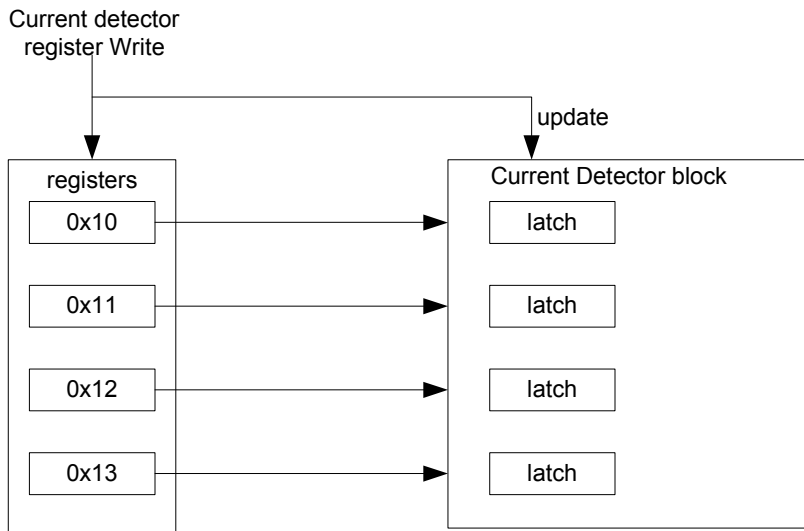 Current detector
register Write
update
registers
Current Detector block
0x10
latch
0x11
latch
0x12
latch
0x13
latch